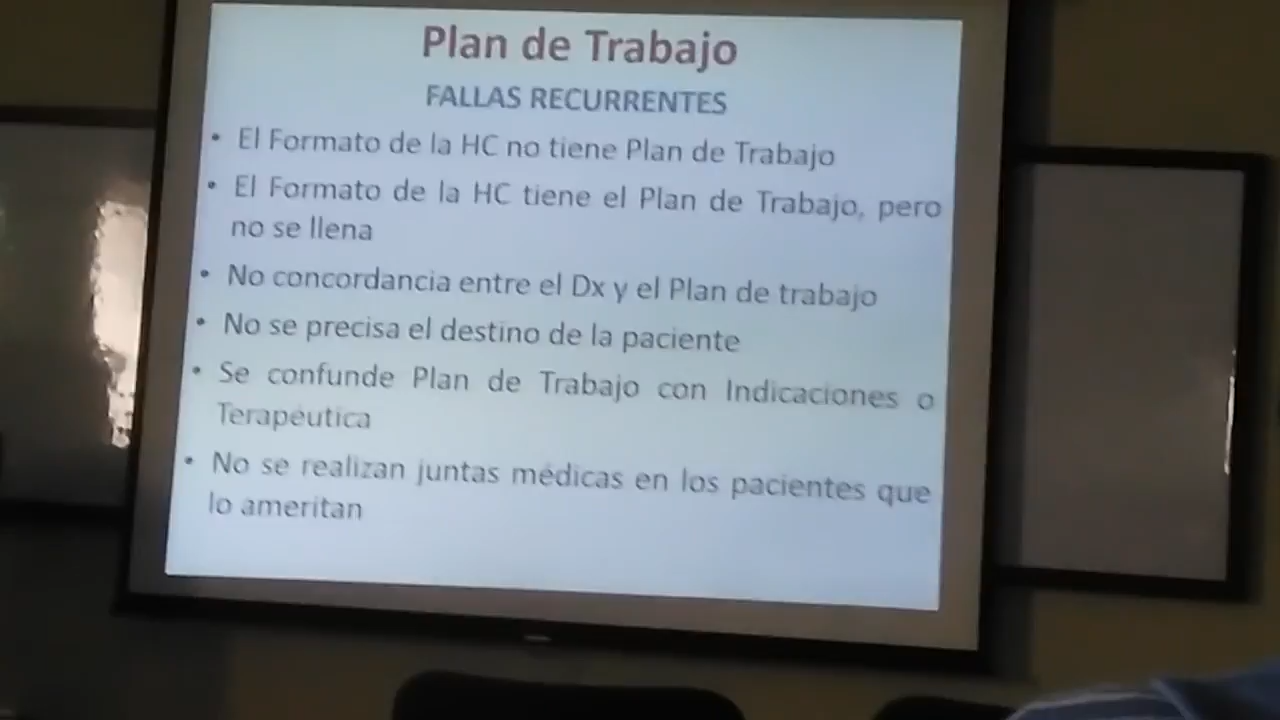 Plan de Trabajo
FALLAS RECURRENTES
• El Formato de la HC no tiene Plan de Trabajo
• El Formato de la HC tiene el Plan de Trabajo, pero
no se llena
• No concordancia entre el Dx y el Plan de trabajo
• No se precisa el destino de la paciente
• Se confunde Plan de Trabajo con Indicaciones o
Terapéutica
• No se realizan juntas médicas en los pacientes que
lo ameritan